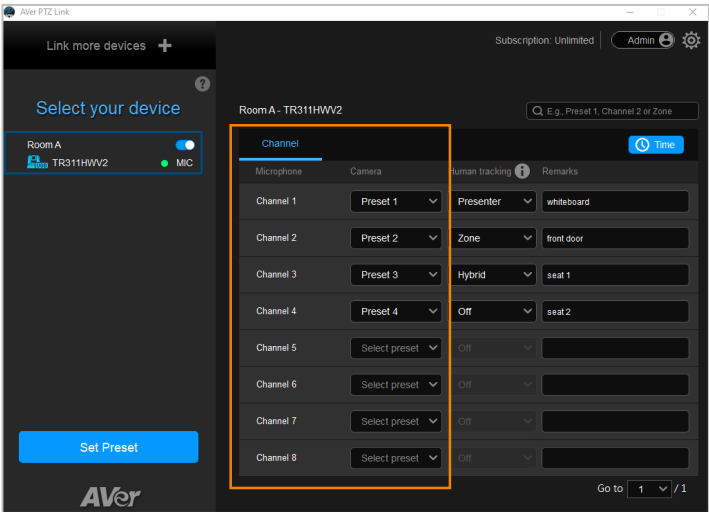 AVer PTZ Link
Link more devices +
Subscription: Unlimited
Admin
?
Select your device
Room A - TR311HWV2
E.g., Preset 1, Channel 2 or Zone
Room A
TR311HWV2
MIC
Channel
Time
Microphone Camera Human tracking i Remarks
Channel 1 Preset 1 Presenter whiteboard
Channel 2 Preset 2 Zone front door
Channel 3 Preset 3 Hybrid seat 1
Channel 4 Preset 4 Off seat 2
Channel 5 Select preset Off
Channel 6 Select preset Off
Channel 7 Select preset Off
Channel 8 Select preset Off
Set Preset
Go to 1 /1
AVer